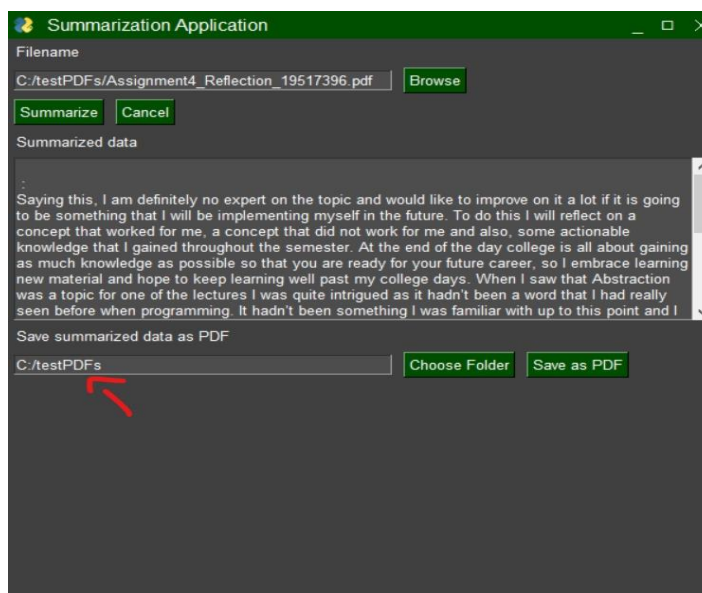 Summarization Application
Filename
C:/testPDFs/Assignment4_Reflection_19517396.pdf Browse
Summarize Cancel
Summarized data
:
Saying this, I am definitely no expert on the topic and would like to improve on it a lot if it is going
to be something that I will be implementing myself in the future. To do this I will reflect on a
concept that worked for me, a concept that did not work for me and also, some actionable
knowledge that I gained throughout the semester. At the end of the day college is all about gaining
as much knowledge as possible so that you are ready for your future career, so I embrace learning
new material and hope to keep learning well past my college days. When I saw that Abstraction
was a topic for one of the lectures I was quite intrigued as it hadn't been a word that I had really
seen before when programming. It hadn't been something I was familiar with up to this point and I
Save summarized data as PDF
C:/testPDFs Choose Folder Save as PDF